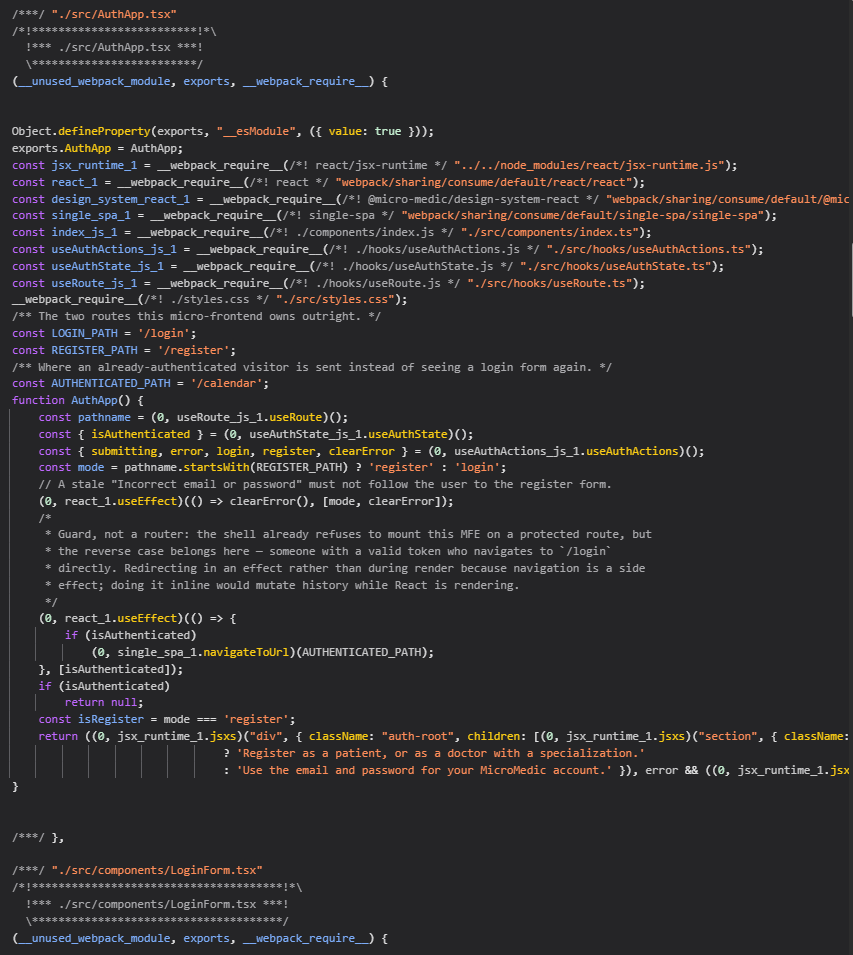 /***/ "./src/AuthApp.tsx"
/*!*************************!*\
  !*** ./src/AuthApp.tsx ***!
  \*************************/
(__unused_webpack_module, exports, __webpack_require__) {
Object.defineProperty(exports, "__esModule", ({ value: true }));
exports.AuthApp = AuthApp;
const jsx_runtime_1 = __webpack_require__(/*! react/jsx-runtime */ "../../node_modules/react/jsx-runtime.js");
const react_1 = __webpack_require__(/*! react */ "webpack/sharing/consume/default/react/react");
const design_system_react_1 = __webpack_require__(/*! @micro-medic/design-system-react */ "webpack/sharing/consume/default/@mic
const single_spa_1 = __webpack_require__(/*! single-spa */ "webpack/sharing/consume/default/single-spa/single-spa");
const index_js_1 = __webpack_require__(/*! ./components/index.js */ "./src/components/index.ts");
const useAuthActions_js_1 = __webpack_require__(/*! ./hooks/useAuthActions.js */ "./src/hooks/useAuthActions.ts");
const useAuthState_js_1 = __webpack_require__(/*! ./hooks/useAuthState.js */ "./src/hooks/useAuthState.ts");
const useRoute_js_1 = __webpack_require__(/*! ./hooks/useRoute.js */ "./src/hooks/useRoute.ts");
__webpack_require__(/*! ./styles.css */ "./src/styles.css");
/** The two routes this micro-frontend owns outright. */
const LOGIN_PATH = '/login';
const REGISTER_PATH = '/register';
/** Where an already-authenticated visitor is sent instead of seeing a login form again. */
const AUTHENTICATED_PATH = '/calendar';
function AuthApp() {
    const pathname = (0, useRoute_js_1.useRoute)();
    const { isAuthenticated } = (0, useAuthState_js_1.useAuthState)();
    const { submitting, error, login, register, clearError } = (0, useAuthActions_js_1.useAuthActions)();
    const mode = pathname.startsWith(REGISTER_PATH) ? 'register' : 'login';
    // A stale "Incorrect email or password" must not follow the user to the register form.
    (0, react_1.useEffect)(() => clearError(), [mode, clearError]);
    /*
     * Guard, not a router: the shell already refuses to mount this MFE on a protected route, but
     * the reverse case belongs here — someone with a valid token who navigates to `/login`
     * directly. Redirecting in an effect rather than during render because navigation is a side
     * effect; doing it inline would mutate history while React is rendering.
     */
    (0, react_1.useEffect)(() => {
        if (isAuthenticated)
            (0, single_spa_1.navigateToUrl)(AUTHENTICATED_PATH);
    }, [isAuthenticated]);
    if (isAuthenticated)
        return null;
    const isRegister = mode === 'register';
    return ((0, jsx_runtime_1.jsxs)("div", { className: "auth-root", children: [(0, jsx_runtime_1.jsxs)("section", { className:
                                ? 'Register as a patient, or as a doctor with a specialization.'
                                : 'Use the email and password for your MicroMedic account.' }), error && ((0, jsx_runtime_1.jsx
}
/***/ },
/***/ "./src/components/LoginForm.tsx"
/*!**************************************!*\
  !*** ./src/components/LoginForm.tsx ***!
  \**************************************/
(__unused_webpack_module, exports, __webpack_require__) {